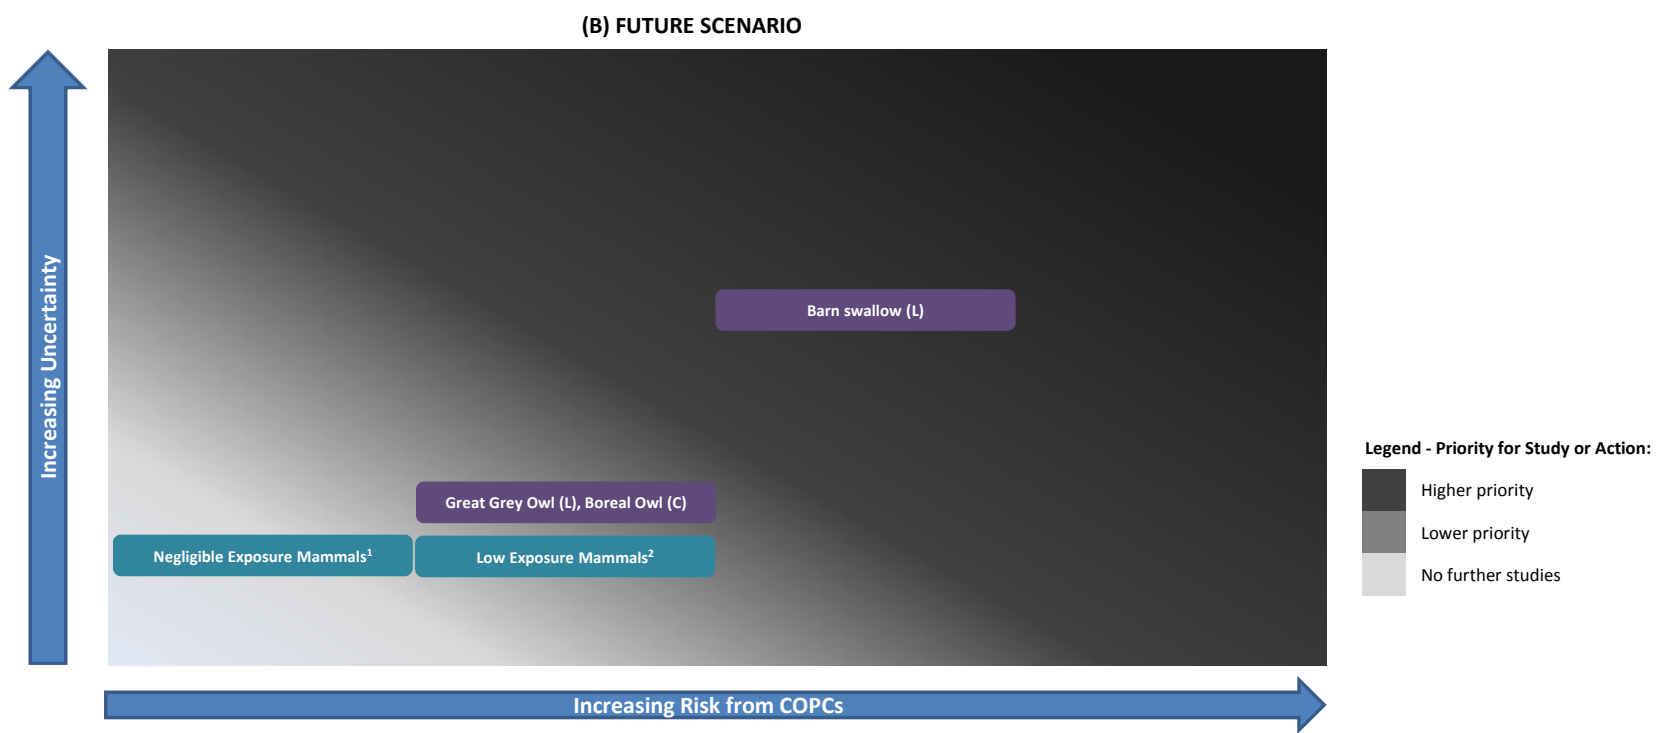 (B) FUTURE SCENARIO
Increasing Uncertainty
Barn swallow (L)
Great Grey Owl (L), Boreal Owl (C)
Negligible Exposure Mammals¹
Low Exposure Mammals²
Legend - Priority for Study or Action:
Higher priority
Lower priority
No further studies
Increasing Risk from COPCs